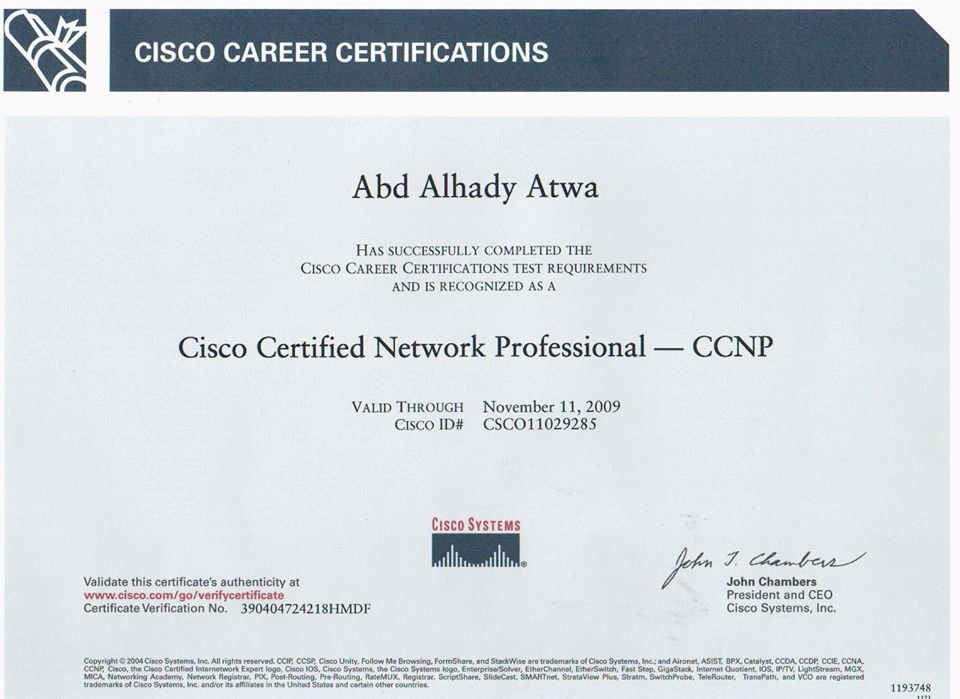 CISCO CAREER CERTIFICATIONS
Abd Alhady Atwa
HAS SUCCESSFULLY COMPLETED THE
CISCO CAREER CERTIFICATIONS TEST REQUIREMENTS
AND IS RECOGNIZED AS A
Cisco Certified Network Professional — CCNP
VALID THROUGH November 11, 2009
CISCO ID# CSCO11029285
CISCO SYSTEMS
®
John T. Chambers
Validate this certificate's authenticity at
www.cisco.com/go/verifycertificate
Certificate Verification No. 390404724218HMDF
John Chambers
President and CEO
Cisco Systems, Inc.
Copyright © 2004 Cisco Systems, Inc. All rights reserved. CCIP, CCSP, Cisco Unity, Follow Me Browsing, FormShare, and StackWise are trademarks of Cisco Systems, Inc.; and Aironet, ASIST, BPX, Catalyst, CCDA, CCDP, CCIE, CCNA,
CCNP, Cisco, the Cisco Certified Internetwork Expert logo, Cisco IOS, Cisco Systems, the Cisco Systems logo, Enterprise/Solver, EtherChannel, EtherSwitch, Fast Step, GigaStack, Internet Quotient, IOS, IP/TV, LightStream, MGX,
MICA, Networking Academy, Network Registrar, PIX, Post-Routing, Pre-Routing, RateMUX, Registrar, ScriptShare, SlideCast, SMARTnet, StrataView Plus, Stratm, SwitchProbe, TeleRouter, TransPath, and VCO are registered
trademarks of Cisco Systems, Inc. and/or its affiliates in the United States and certain other countries.
1193748